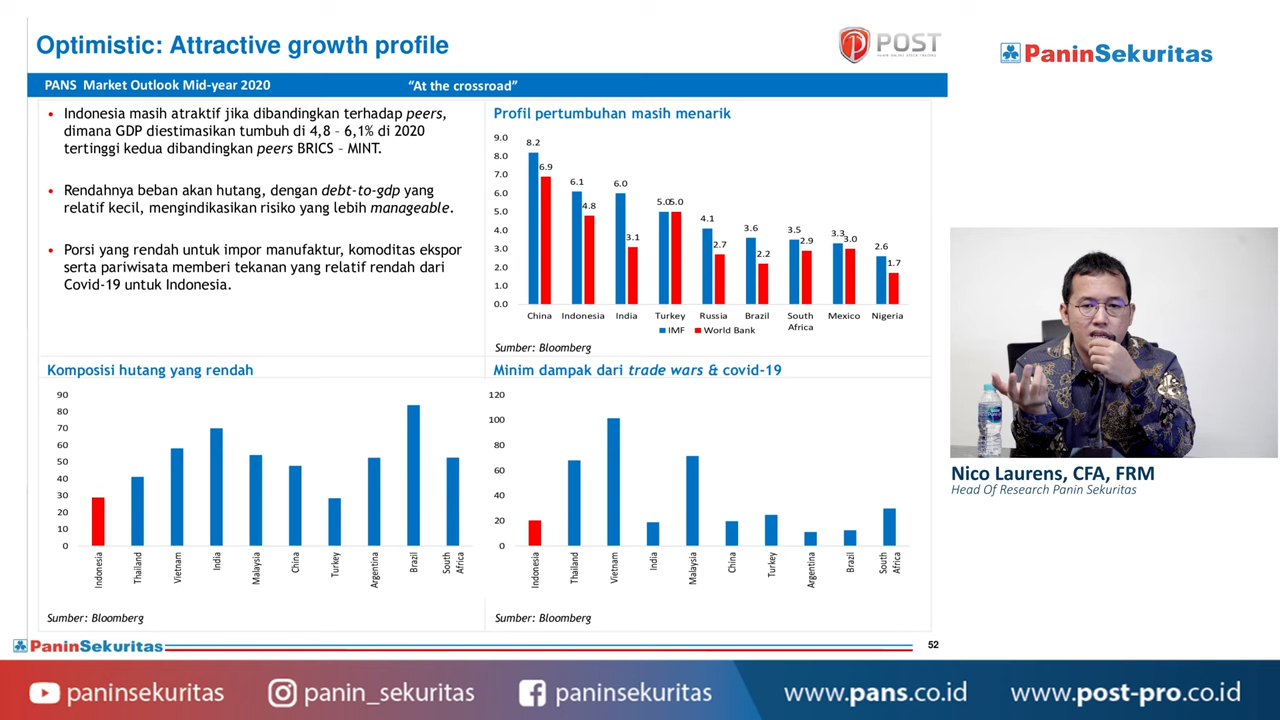 Optimistic: Attractive growth profile
POST
PaninSekuritas
PANS Market Outlook Mid-year 2020
“At the crossroad”
• Indonesia masih atraktif jika dibandingkan terhadap peers,
dimana GDP diestimasikan tumbuh di 4,8 – 6,1% di 2020
tertinggi kedua dibandingkan peers BRICS – MINT.
• Rendahnya beban akan hutang, dengan debt-to-gdp yang
relatif kecil, mengindikasikan risiko yang lebih manageable.
• Porsi yang rendah untuk impor manufaktur, komoditas ekspor
serta pariwisata memberi tekanan yang relatif rendah dari
Covid-19 untuk Indonesia.
Profil pertumbuhan masih menarik
9.0
8.0
7.0
6.0
5.0
4.0
3.0
2.0
1.0
0.0
8.2 6.9 6.1 4.8 6.0 3.1 5.0 5.0 4.1 2.7 3.6 2.2 3.5 2.9 3.3 3.0 2.6 1.7
China Indonesia India Turkey Russia Brazil South Africa Mexico Nigeria
IMF World Bank
Sumber: Bloomberg
Komposisi hutang yang rendah
90
80
70
60
50
40
30
20
10
0
Indonesia Thailand Vietnam India Malaysia China Turkey Argentina Brazil South Africa
Sumber: Bloomberg
Minim dampak dari trade wars & covid-19
120
100
80
60
40
20
0
Indonesia Thailand Vietnam India Malaysia China Turkey Argentina Brazil South Africa
Sumber: Bloomberg
Nico Laurens, CFA, FRM
Head Of Research Panin Sekuritas
PaninSekuritas
52
paninsekuritas
panin_sekuritas
paninsekuritas
www.pans.co.id
www.post-pro.co.id